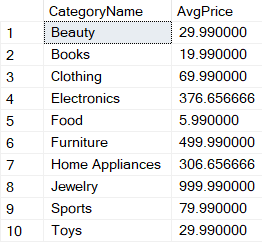 CategoryName AvgPrice
1 Beauty 29.990000
2 Books 19.990000
3 Clothing 69.990000
4 Electronics 376.656666
5 Food 5.990000
6 Furniture 499.990000
7 Home Appliances 306.656666
8 Jewelry 999.990000
9 Sports 79.990000
10 Toys 29.990000